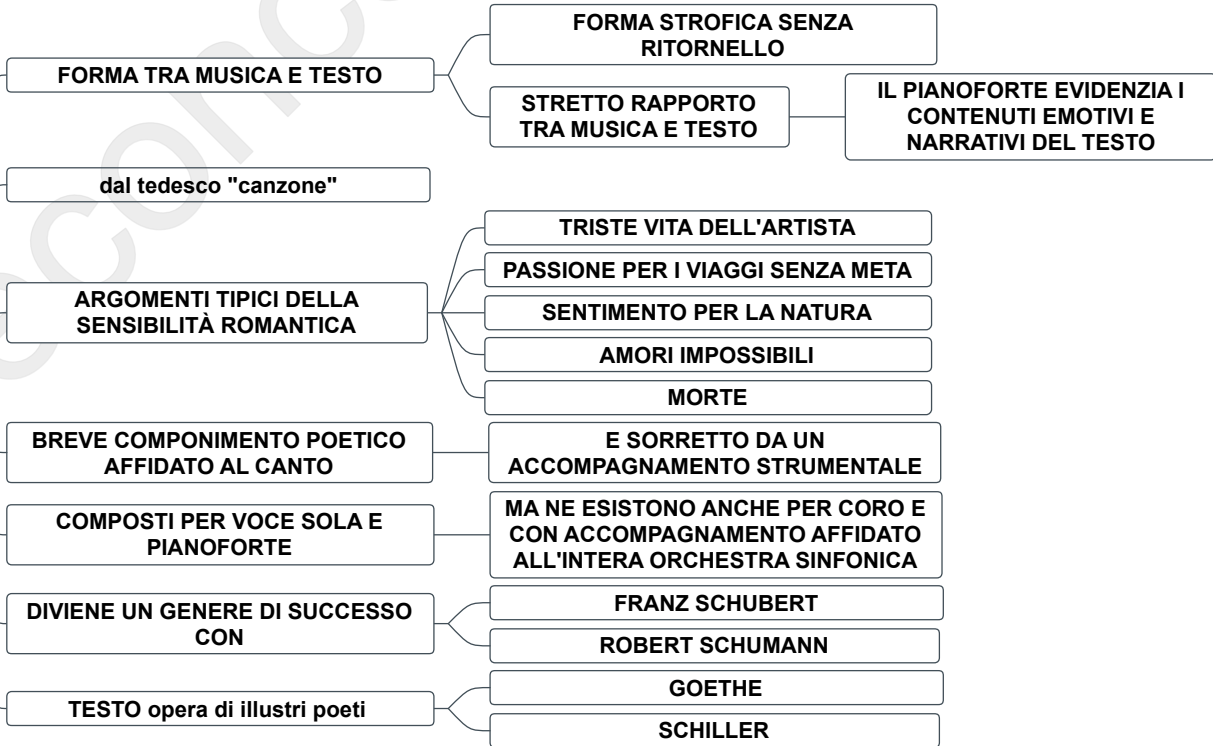 FORMA TRA MUSICA E TESTO
FORMA STROFICA SENZA
RITORNELLO
STRETTO RAPPORTO
TRA MUSICA E TESTO
IL PIANOFORTE EVIDENZIA I
CONTENUTI EMOTIVI E
NARRATIVI DEL TESTO
dal tedesco "canzone"
ARGOMENTI TIPICI DELLA
SENSIBILITÀ ROMANTICA
TRISTE VITA DELL'ARTISTA
PASSIONE PER I VIAGGI SENZA META
SENTIMENTO PER LA NATURA
AMORI IMPOSSIBILI
MORTE
BREVE COMPONIMENTO POETICO
AFFIDATO AL CANTO
E SORRETTO DA UN
ACCOMPAGNAMENTO STRUMENTALE
COMPOSTI PER VOCE SOLA E
PIANOFORTE
MA NE ESISTONO ANCHE PER CORO E
CON ACCOMPAGNAMENTO AFFIDATO
ALL'INTERA ORCHESTRA SINFONICA
DIVIENE UN GENERE DI SUCCESSO
CON
FRANZ SCHUBERT
ROBERT SCHUMANN
TESTO opera di illustri poeti
GOETHE
SCHILLER